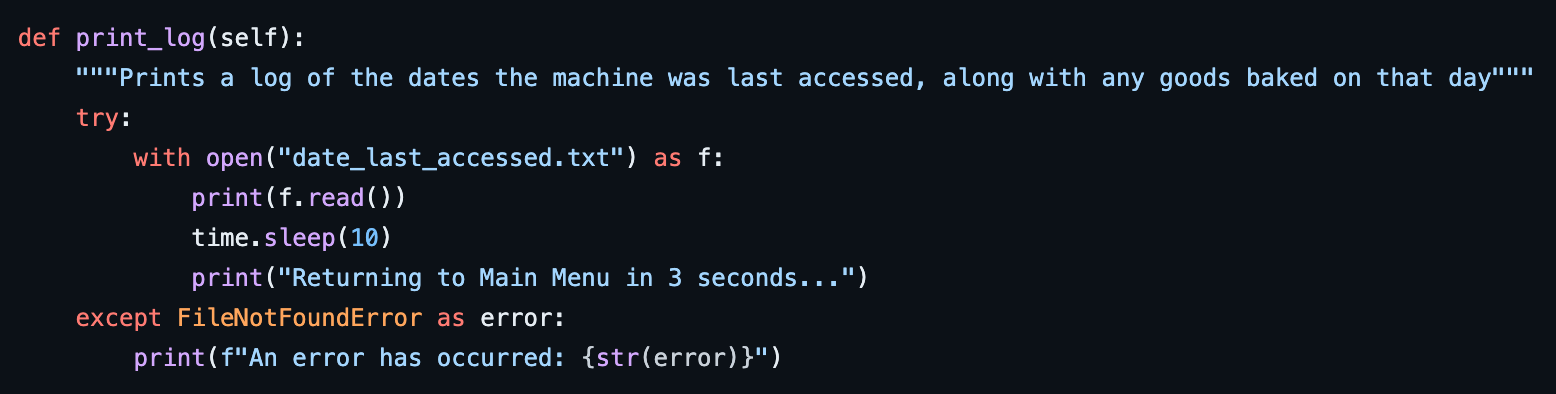 def print_log(self):
    """Prints a log of the dates the machine was last accessed, along with any goods baked on that day"""
    try:
        with open("date_last_accessed.txt") as f:
            print(f.read())
            time.sleep(10)
            print("Returning to Main Menu in 3 seconds...")
    except FileNotFoundError as error:
        print(f"An error has occurred: {str(error)}")